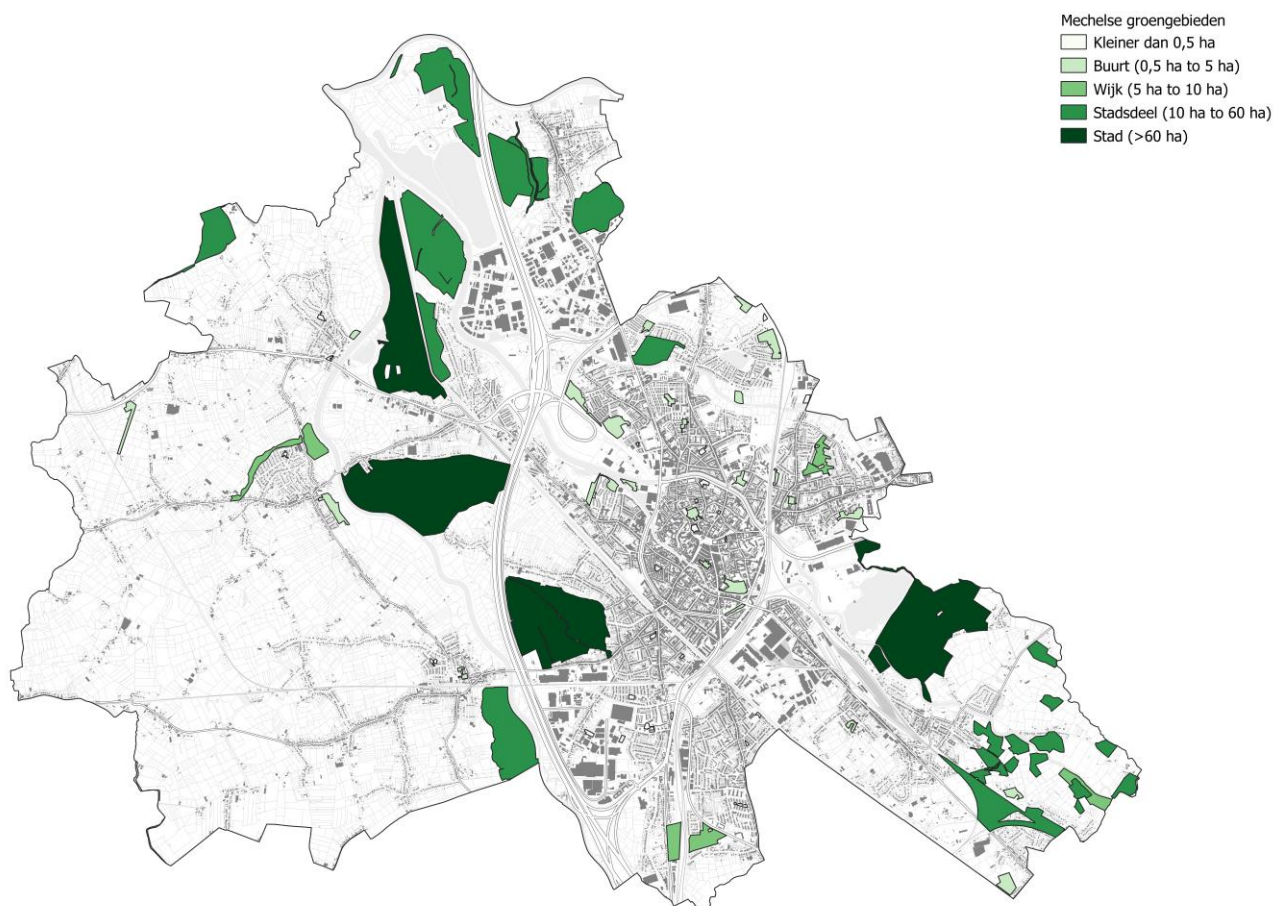 Mechelse groengebieden
Kleiner dan 0,5 ha
Buurt (0,5 ha to 5 ha)
Wijk (5 ha to 10 ha)
Stadsdeel (10 ha to 60 ha)
Stad (>60 ha)